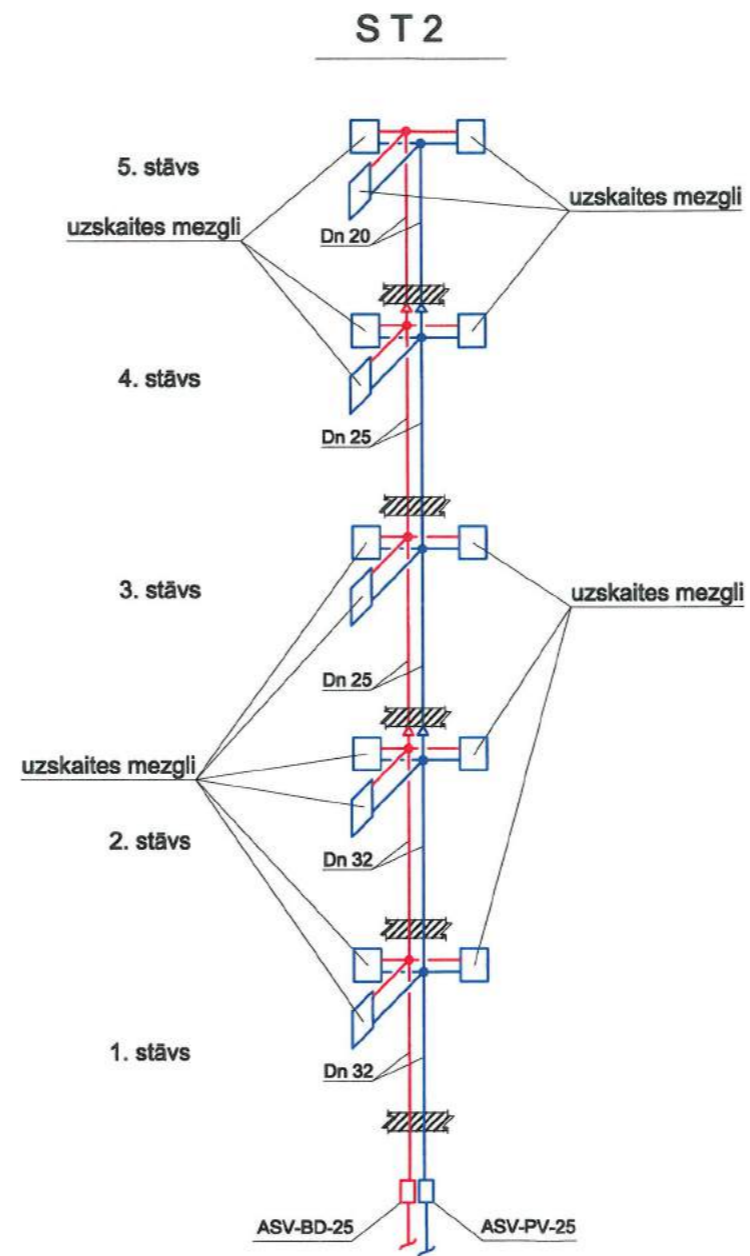 ST2
5. stāvs
uzskaites mezgli
uzskaites mezgli
Dn 20
4. stāvs
Dn 25
3. stāvs
uzskaites mezgli
Dn 25
uzskaites mezgli
2. stāvs
Dn 32
1. stāvs
Dn 32
ASV-BD-25
ASV-PV-25